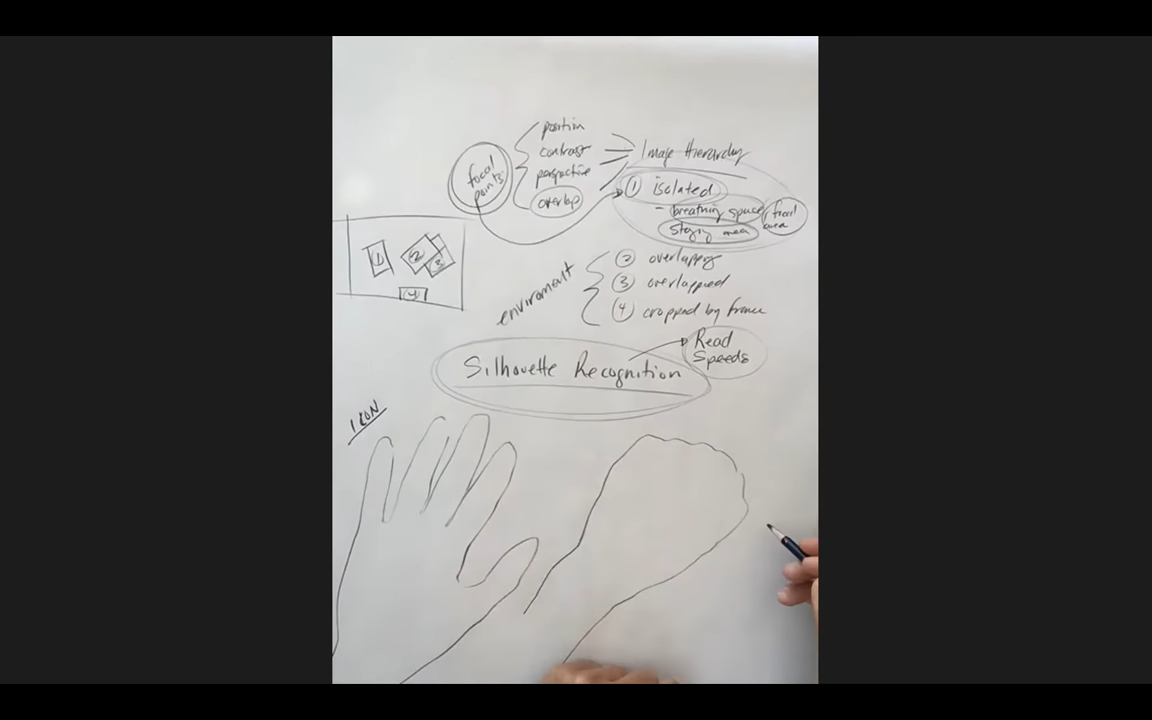 focal
points
position
contrast
perspective
overlap
Image Hierarchy
① isolated
- breathing space
staging area
focal
area
1
2
3
4
enviroment
② overlapping
③ overlapped
④ cropped by frame
Silhouette Recognition
Read
Speeds
ICON